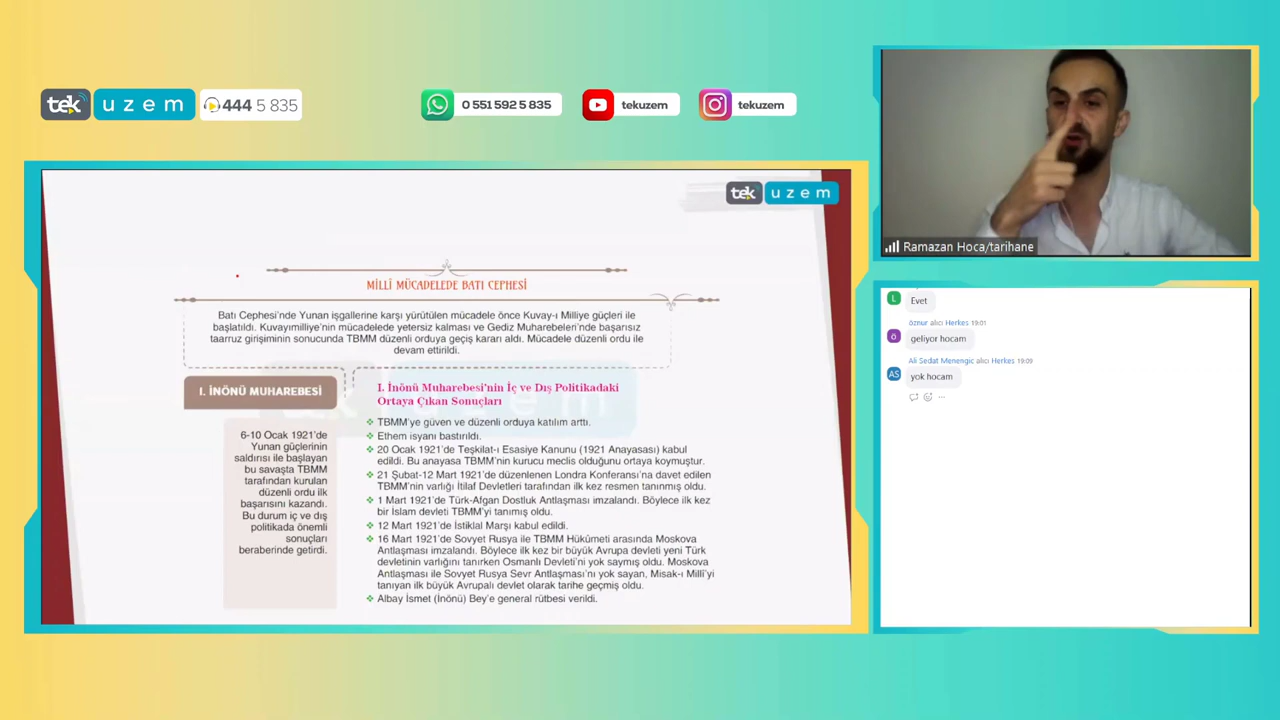 tek uzem 444 5 835
0 551 592 5 835
tekuzem
tekuzem
tek uzem
MİLLÎ MÜCADELEDE BATI CEPHESİ
Batı Cephesi'nde Yunan işgallerine karşı yürütülen mücadele önce Kuvay-ı Milliye güçleri ile
başlatıldı. Kuvayımilliye'nin mücadelede yetersiz kalması ve Gediz Muharebeleri'nde başarısız
taarruz girişiminin sonucunda TBMM düzenli orduya geçiş kararı aldı. Mücadele düzenli ordu ile
devam ettirildi.
I. İNÖNÜ MUHAREBESİ
6-10 Ocak 1921'de
Yunan güçlerinin
saldırısı ile başlayan
bu savaşta TBMM
tarafından kurulan
düzenli ordu ilk
başarısını kazandı.
Bu durum iç ve dış
politikada önemli
sonuçları
beraberinde getirdi.
I. İnönü Muharebesi'nin İç ve Dış Politikadaki
Ortaya Çıkan Sonuçları
TBMM'ye güven ve düzenli orduya katılım arttı.
Ethem isyanı bastırıldı.
20 Ocak 1921'de Teşkilat-ı Esasiye Kanunu (1921 Anayasası) kabul
edildi. Bu anayasa TBMM'nin kurucu meclis olduğunu ortaya koymuştur.
21 Şubat-12 Mart 1921'de düzenlenen Londra Konferansı'na davet edilen
TBMM'nin varlığı İtilaf Devletleri tarafından ilk kez resmen tanınmış oldu.
1 Mart 1921'de Türk-Afgan Dostluk Antlaşması imzalandı. Böylece ilk kez
bir İslam devleti TBMM'yi tanımış oldu.
12 Mart 1921'de İstiklal Marşı kabul edildi.
16 Mart 1921'de Sovyet Rusya ile TBMM Hükûmeti arasında Moskova
Antlaşması imzalandı. Böylece ilk kez bir büyük Avrupa devleti yeni Türk
devletinin varlığını tanırken Osmanlı Devleti'ni yok saymış oldu. Moskova
Antlaşması ile Sovyet Rusya Sevr Antlaşması'nı yok sayan, Misak-ı Millî'yi
tanıyan ilk büyük Avrupalı devlet olarak tarihe geçmiş oldu.
Albay İsmet (İnönü) Bey'e general rütbesi verildi.
Ramazan Hoca/tarihane
L Evet
öznur alıcı Herkes 19:01
ö geliyor hocam
Ali Sedat Menengic alıcı Herkes 19:09
AS yok hocam